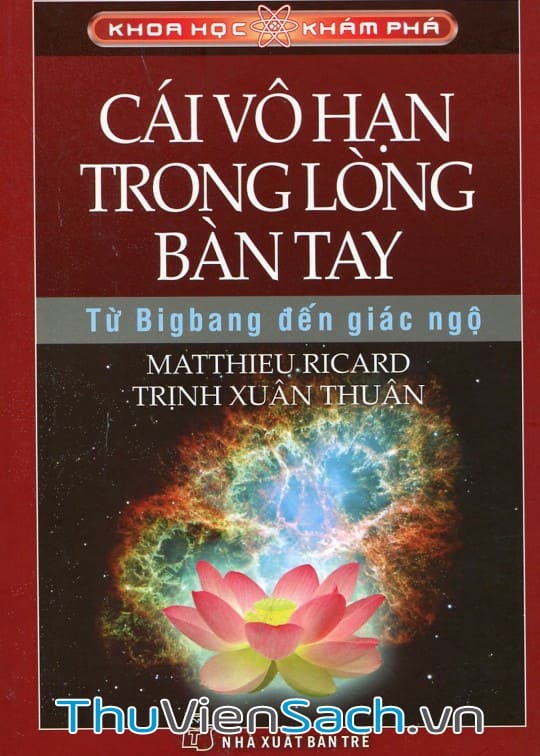 KHOA HỌC KHÁM PHÁ
CÁI VÔ HẠN
TRONG LÒNG
BÀN TAY
Từ Bigbang đến giác ngộ
MATTHIEU RICARD
TRỊNH XUÂN THUẬN
ThuVienSach.vn
NHÀ XUẤT BẢN TRẺ